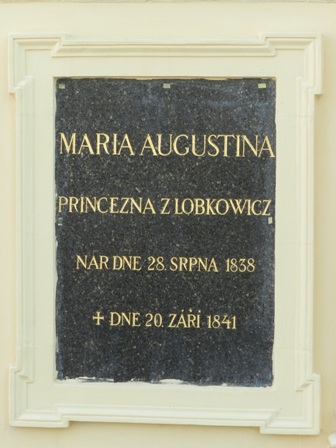 MARIA AUGUSTINA
PRINCEZNA Z LOBKOWICZ
NAR DNE 28. SRPNA 1838
+ DNE 20. ZÁŘÍ 1841